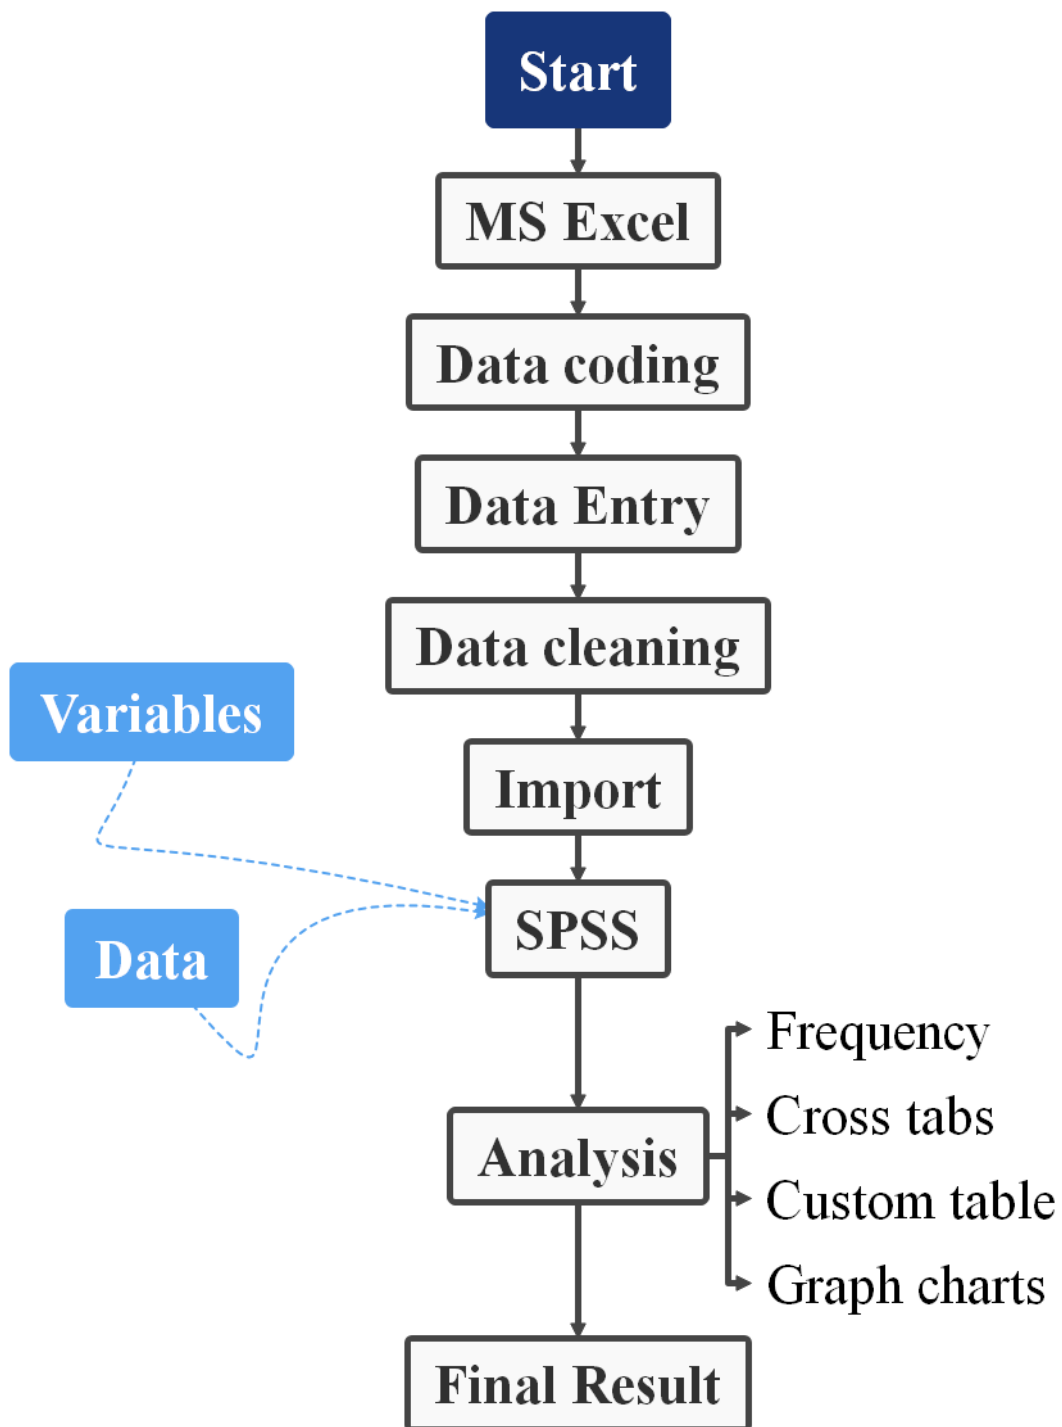 Start
MS Excel
Data coding
Data Entry
Data cleaning
Variables
Import
SPSS
Data
Frequency
Cross tabs
Analysis
Custom table
Graph charts
Final Result